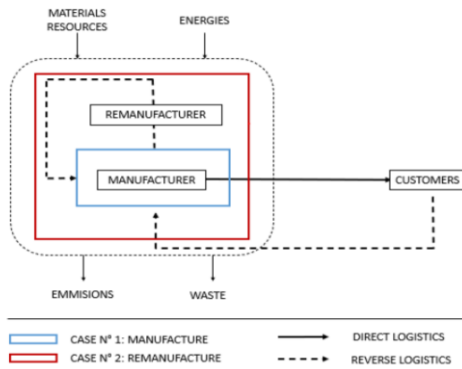 MATERIALS
RESOURCES
ENERGIES
REMANUFACTURER
MANUFACTURER
CUSTOMERS
EMMISIONS
WASTE
CASE N° 1: MANUFACTURE
DIRECT LOGISTICS
CASE N° 2: REMANUFACTURE
REVERSE LOGISTICS